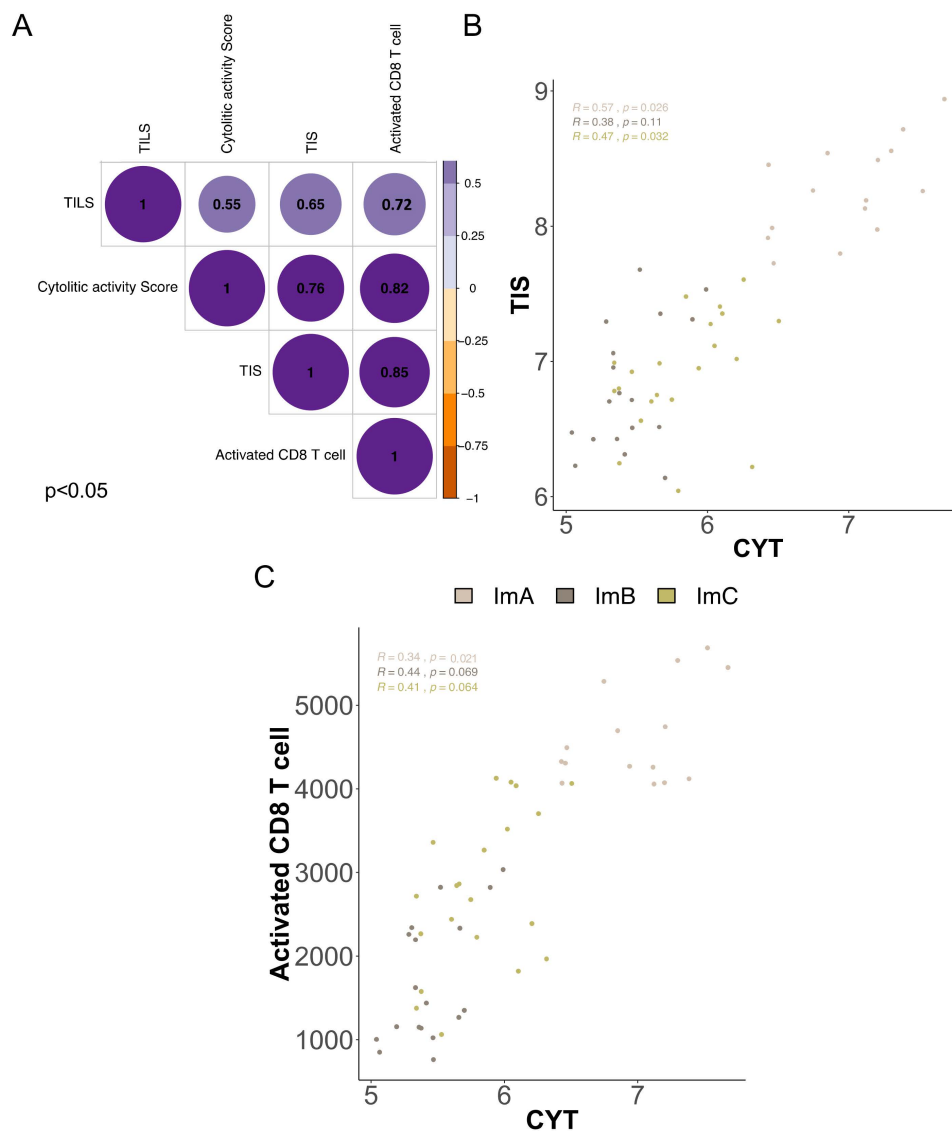 A
TILS
Cytolitic activity Score
TIS
Activated CD8 T cell
TILS
1
0.55
0.65
0.72
Cytolitic activity Score
1
0.76
0.82
TIS
1
0.85
Activated CD8 T cell
1
0.5
0.25
0
−0.25
−0.5
−0.75
−1
p<0.05
B
R = 0.57 , p = 0.026
R = 0.38 , p = 0.11
R = 0.47 , p = 0.032
TIS
9
8
7
6
5 6 7
CYT
C
ImA ImB ImC
R = 0.34 , p = 0.021
R = 0.44 , p = 0.069
R = 0.41 , p = 0.064
Activated CD8 T cell
5000
4000
3000
2000
1000
5 6 7
CYT